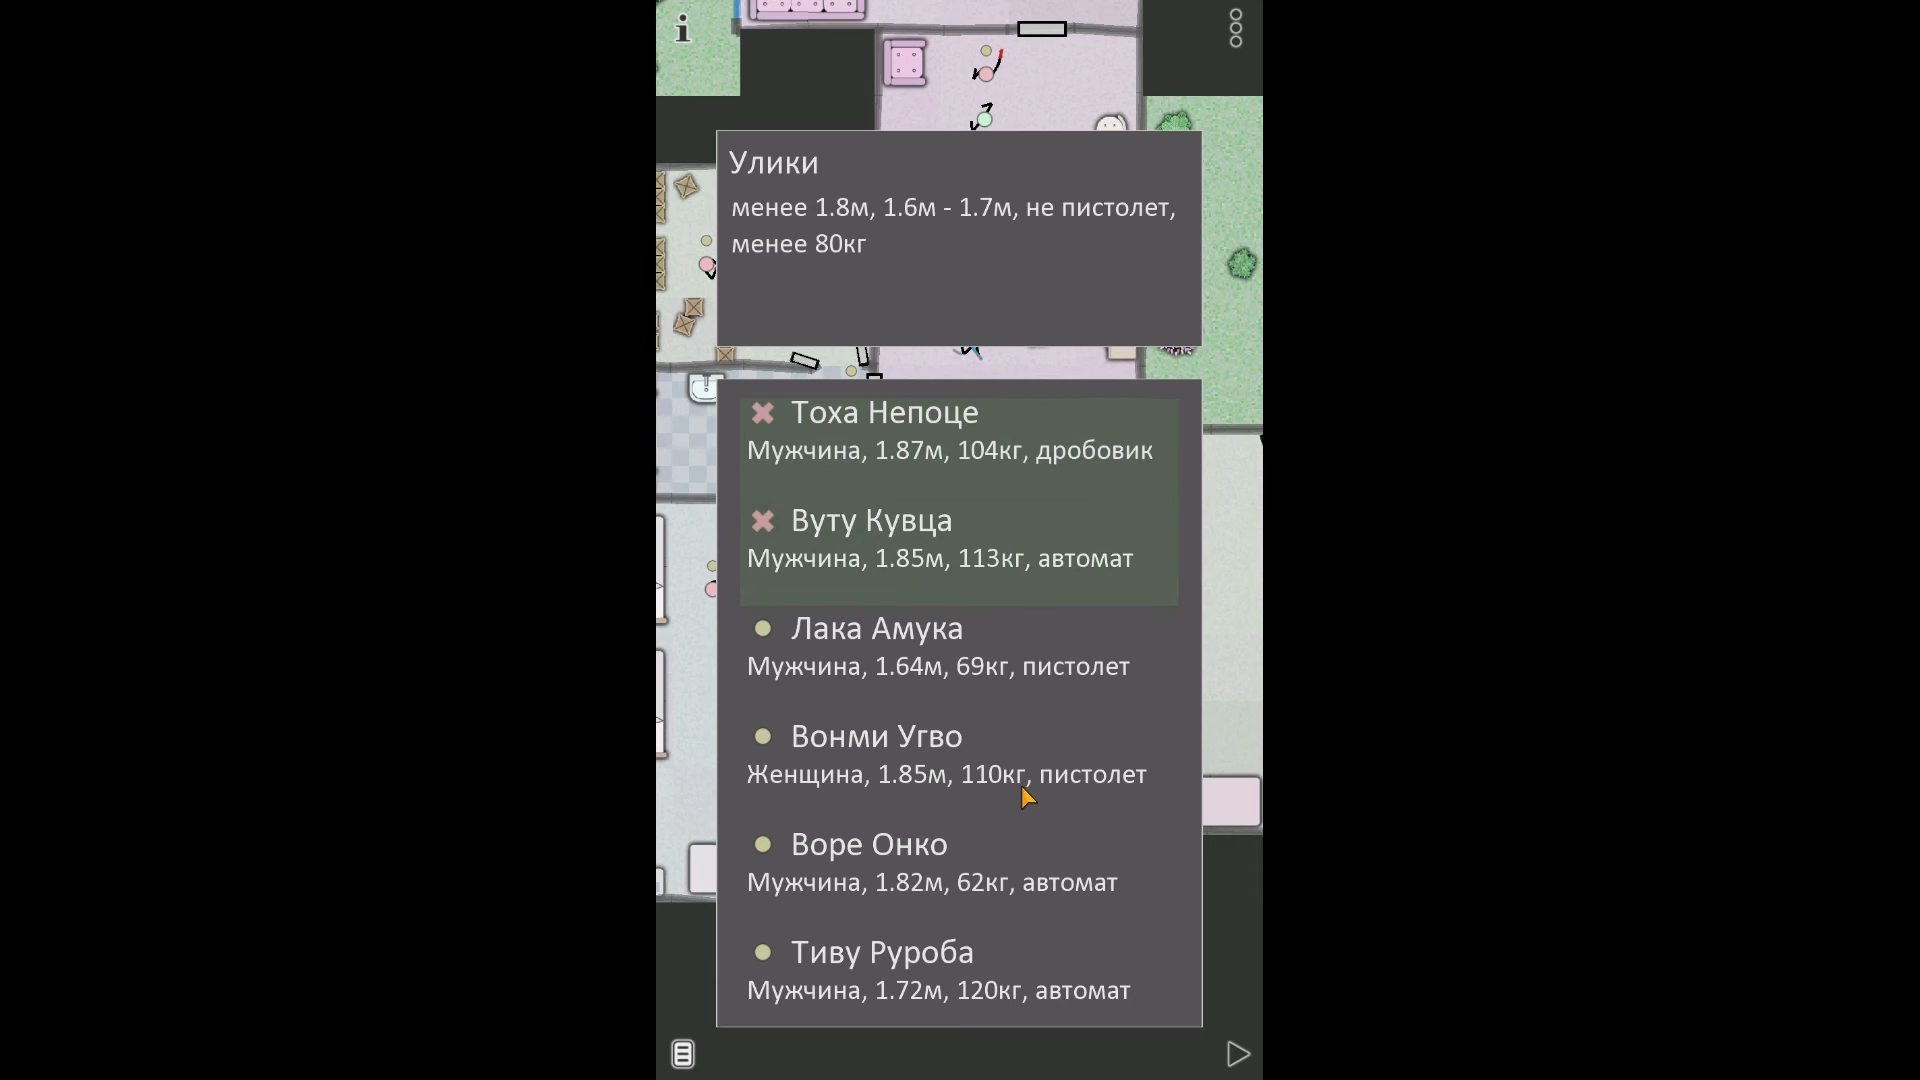 Улики
менее 1.8м, 1.6м - 1.7м, не пистолет,
менее 80кг
Тоха Непоце
Мужчина, 1.87м, 104кг, дробовик
Вуту Кувца
Мужчина, 1.85м, 113кг, автомат
Лака Амука
Мужчина, 1.64м, 69кг, пистолет
Вонми Угво
Женщина, 1.85м, 110кг, пистолет
Воре Онко
Мужчина, 1.82м, 62кг, автомат
Тиву Руроба
Мужчина, 1.72м, 120кг, автомат